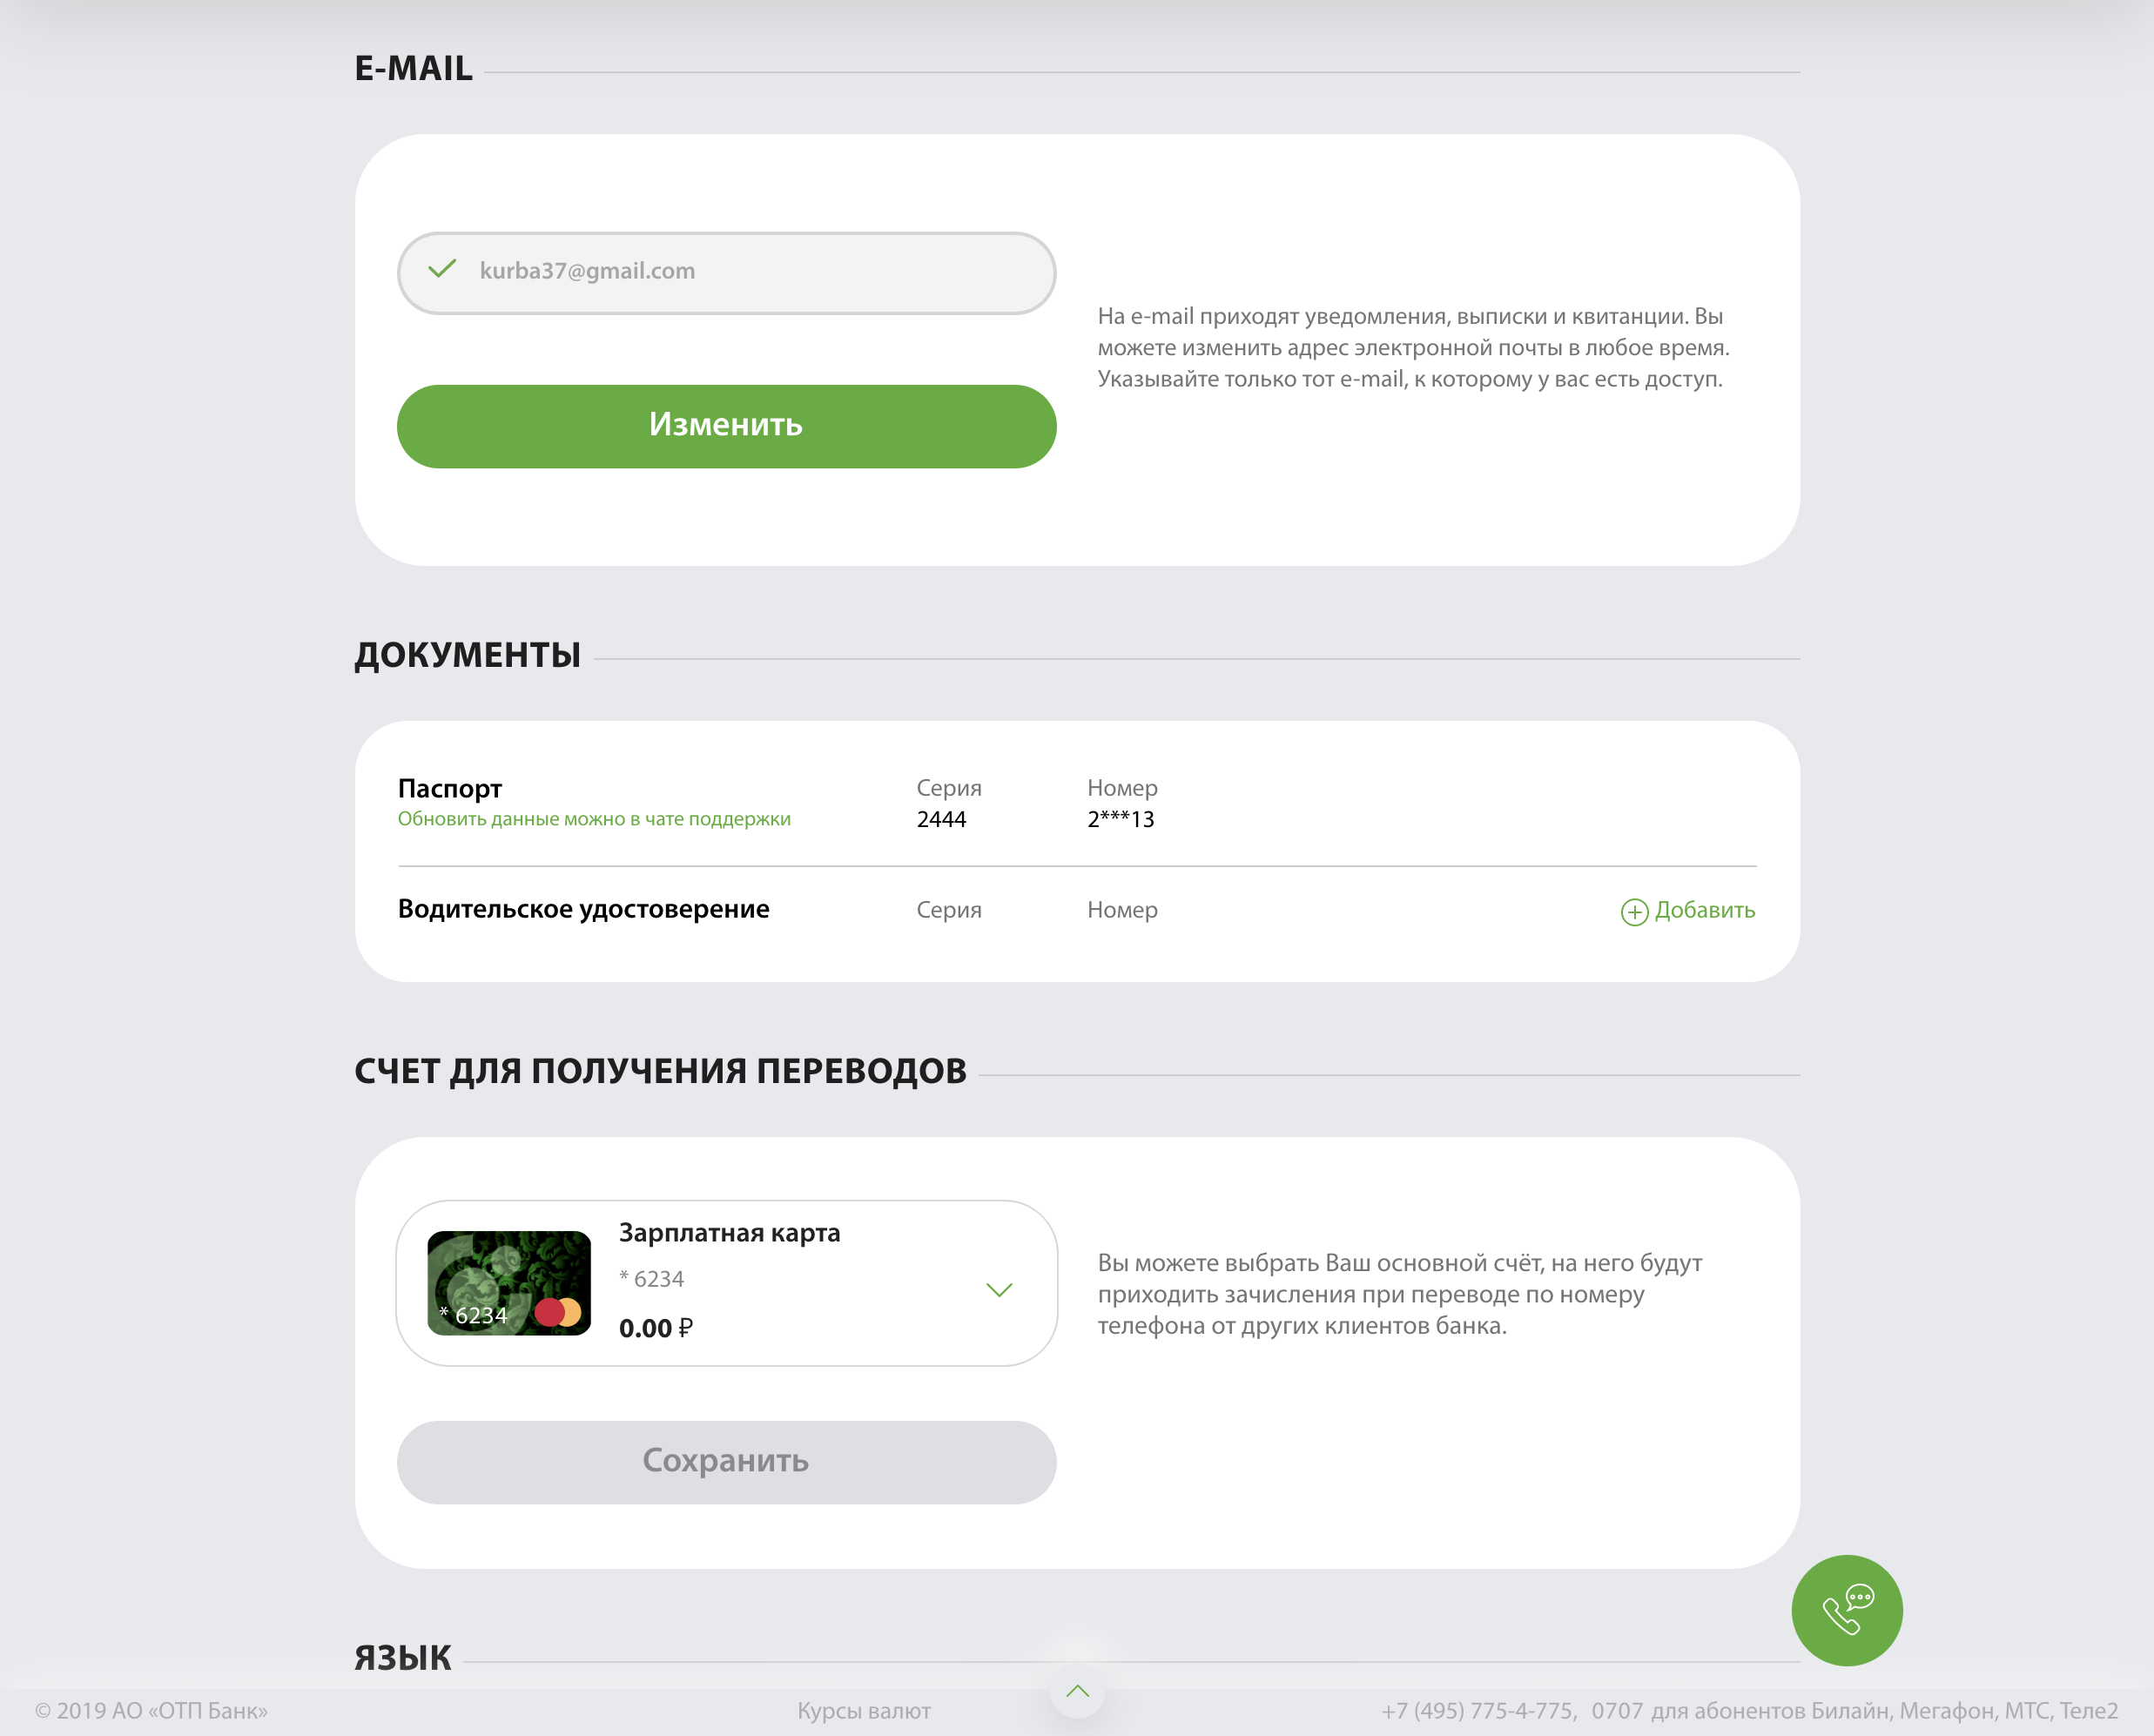 E-MAIL
kurba37@gmail.com
Изменить
На e-mail приходят уведомления, выписки и квитанции. Вы
можете изменить адрес электронной почты в любое время.
Указывайте только тот e-mail, к которому у вас есть доступ.
ДОКУМЕНТЫ
Паспорт
Обновить данные можно в чате поддержки
Серия
2444
Номер
2***13
Водительское удостоверение
Серия
Номер
Добавить
СЧЕТ ДЛЯ ПОЛУЧЕНИЯ ПЕРЕВОДОВ
* 6234
Зарплатная карта
* 6234
0.00 ₽
Вы можете выбрать Ваш основной счёт, на него будут
приходить зачисления при переводе по номеру
телефона от других клиентов банка.
Сохранить
ЯЗЫК
© 2019 АО «ОТП Банк»
Курсы валют
+7 (495) 775-4-775, 0707 для абонентов Билайн, Мегафон, МТС, Теле2